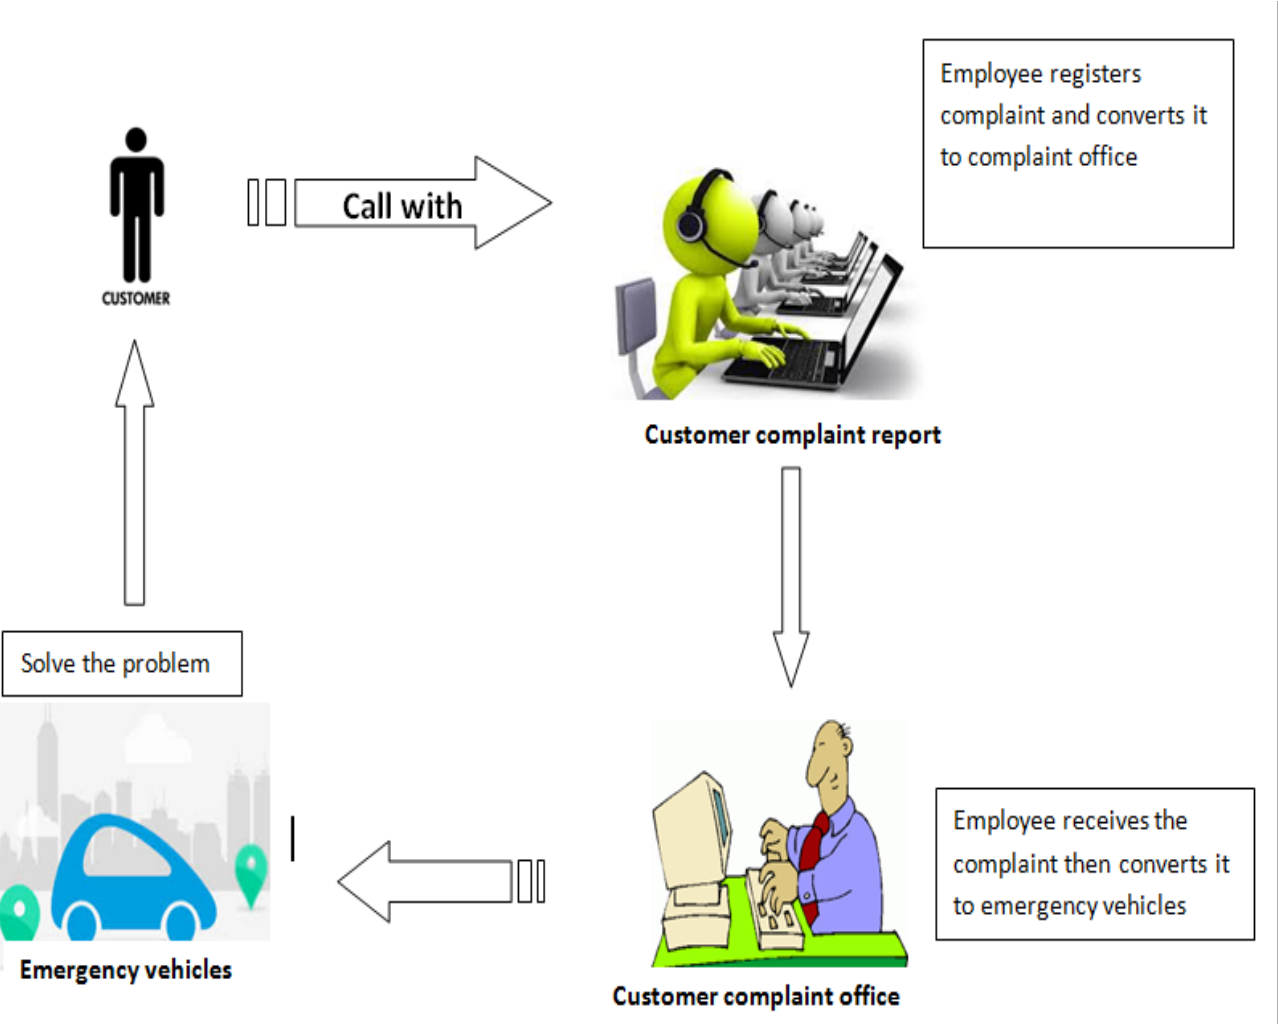 Employee registers
complaint and converts it
to complaint office
Call with
CUSTOMER
Customer complaint report
Solve the problem
Employee receives the
complaint then converts it
to emergency vehicles
Emergency vehicles
Customer complaint office